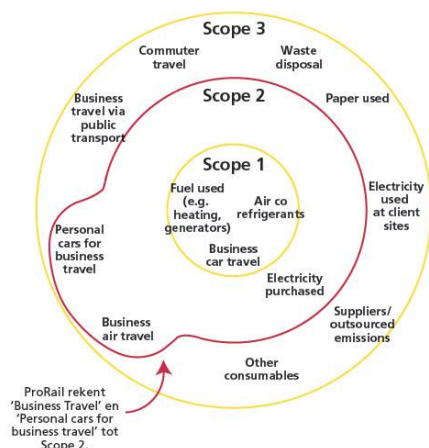 Scope 3
Commuter
travel
Waste
disposal
Scope 2
Business
travel via
public
transport
Paper used
Scope 1
Fuel used
(e.g.
heating,
generators)
Air co
refrigerants
Electricity
used
at client
sites
Personal
cars for
business
travel
Business
car travel
Electricity
purchased
Business
air travel
Suppliers/
outsourced
emissions
Other
consumables
ProRail rekent
'Business Travel' en
'Personal cars for
business travel' tot
Scope 2.